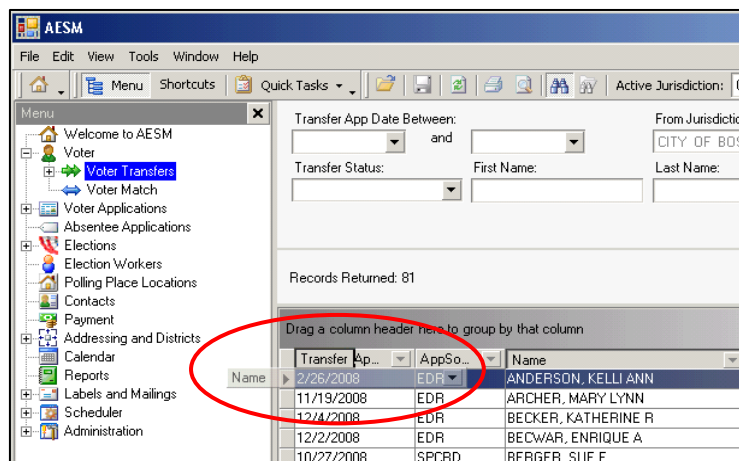 AESM
File Edit View Tools Window Help
Menu Shortcuts Quick Tasks Active Jurisdiction:
Menu
Welcome to AESM
Voter
Voter Transfers
Voter Match
Voter Applications
Absentee Applications
Elections
Election Workers
Polling Place Locations
Contacts
Payment
Addressing and Districts
Calendar
Reports
Labels and Mailings
Scheduler
Administration
Transfer App Date Between: From Jurisdictio
and CITY OF BOS
Transfer Status: First Name: Last Name:
Records Returned: 81
Drag a column header here to group by that column
Transfer Ap... AppSo... Name
Name 2/26/2008 EDR ANDERSON, KELLI ANN
11/19/2008 EDR ARCHER, MARY LYNN
12/4/2008 EDR BECKER, KATHERINE R
12/2/2008 EDR BECWAR, ENRIQUE A
10/27/2008 SPCRD BERGER, SUE E